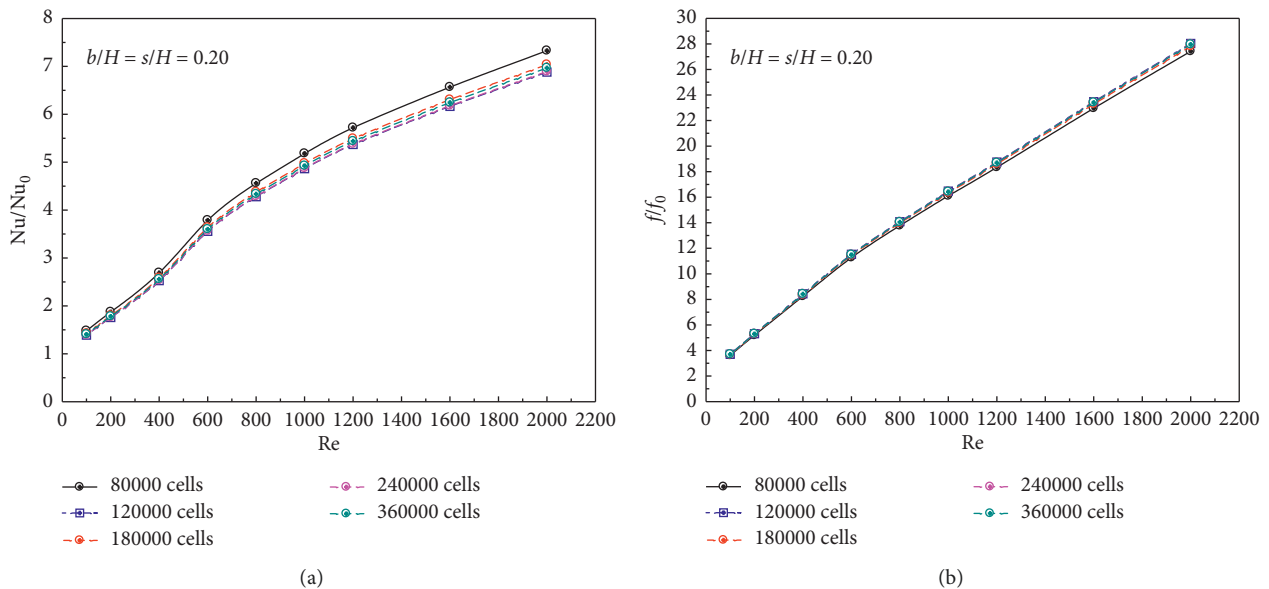 8
7
6
5
4
3
2
1
0
Nu/Nu₀
b/H = s/H = 0.20
0 200 400 600 800 1000 1200 1400 1600 1800 2000 2200
Re
80000 cells
120000 cells
180000 cells
240000 cells
360000 cells
(a)
30
28
26
24
22
20
18
16
14
12
10
8
6
4
2
0
f/f₀
b/H = s/H = 0.20
0 200 400 600 800 1000 1200 1400 1600 1800 2000 2200
Re
80000 cells
120000 cells
180000 cells
240000 cells
360000 cells
(b)